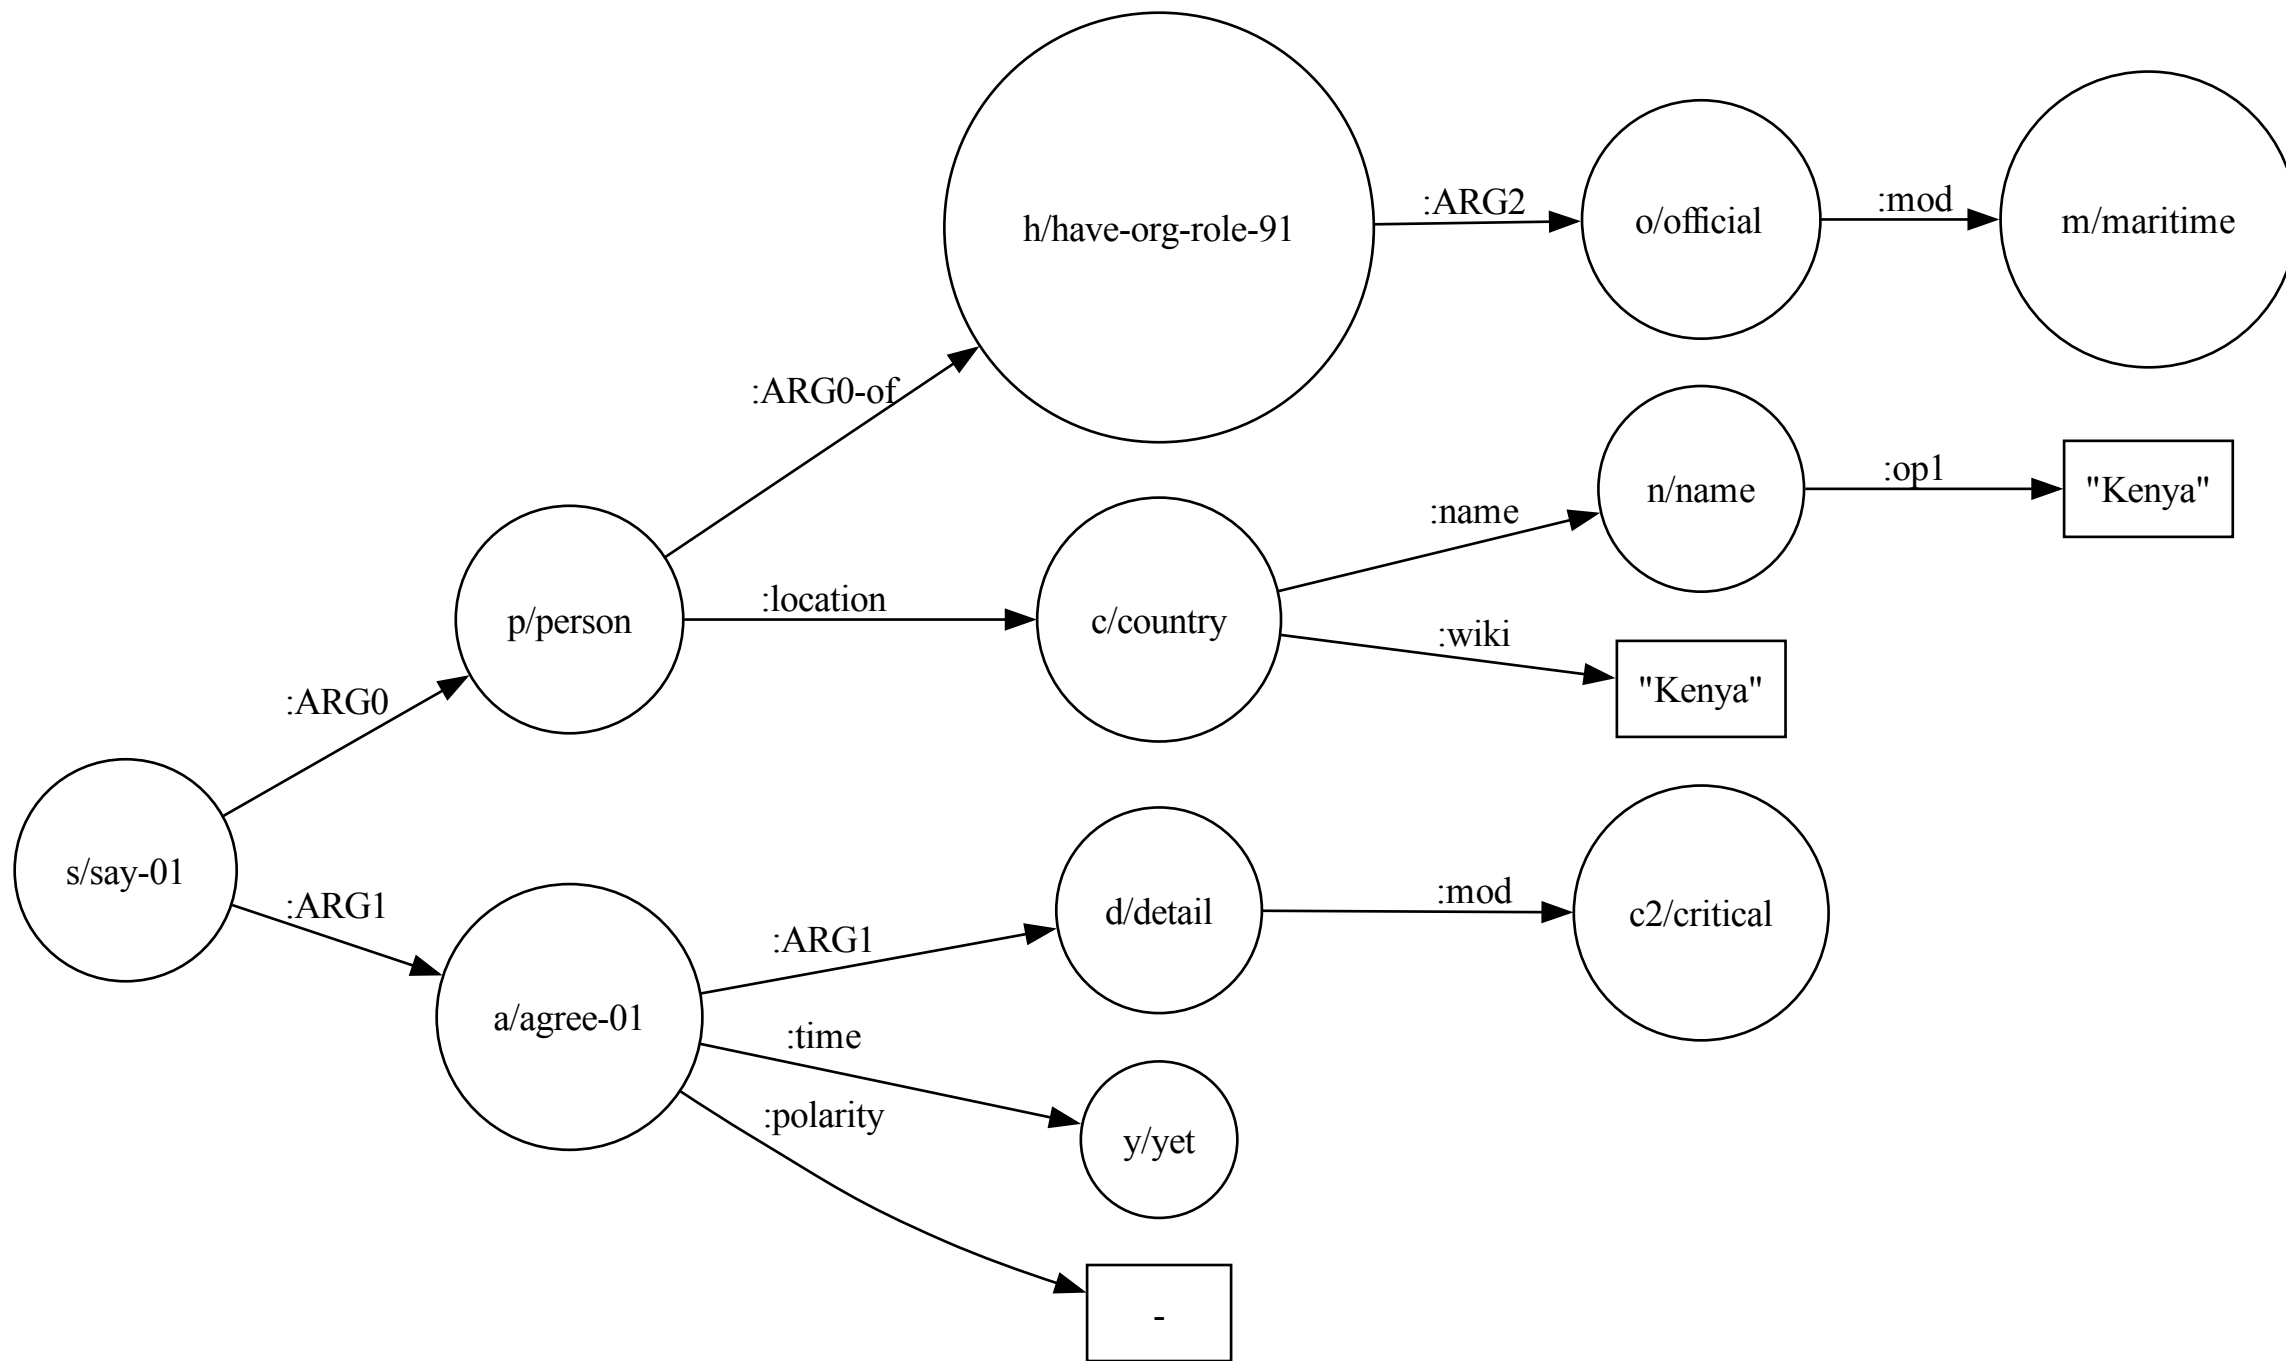 :ARG2
:mod
h/have-org-role-91
o/official
m/maritime
:ARG0-of
:name
n/name
:op1
"Kenya"
p/person
:location
c/country
:wiki
"Kenya"
:ARG0
s/say-01
:ARG1
a/agree-01
:ARG1
d/detail
:mod
c2/critical
:time
y/yet
:polarity
-